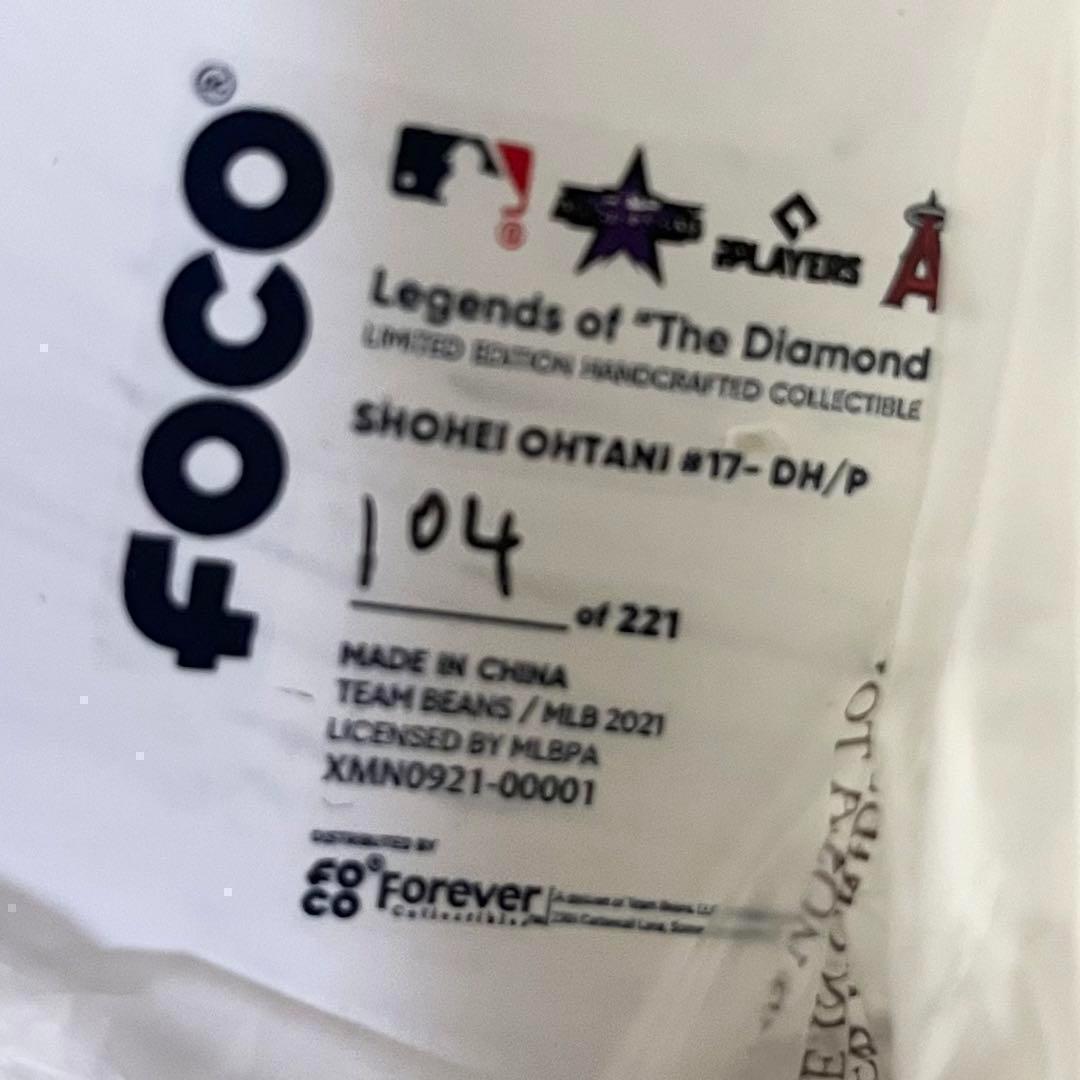 FOCO®
PLAYERS
A
Legends of "The Diamond
LIMITED EDITION HANDCRAFTED COLLECTIBLE
SHOHEI OHTANI #17- DH/P
104
of 221
MADE IN CHINA
TEAM BEANS / MLB 2021
LICENSED BY MLBPA
XMN0921-00001
DISTRIBUTED BY
FOCO® Forever
Collectibles